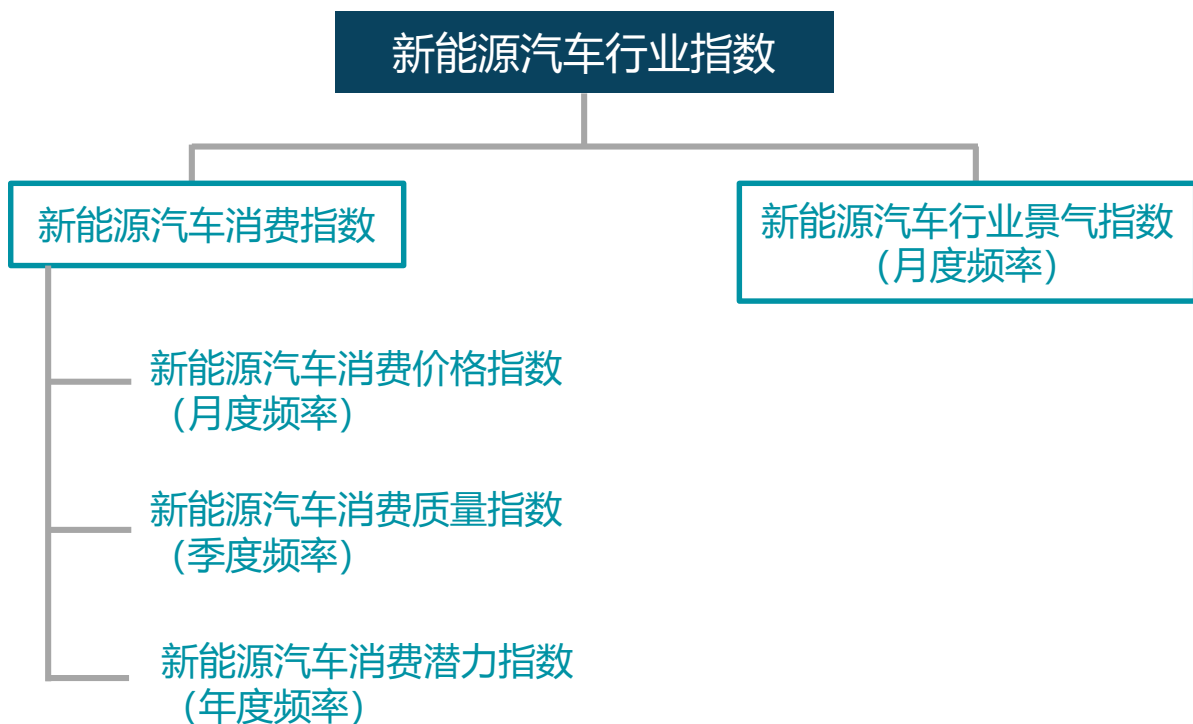 新能源汽车行业指数
新能源汽车消费指数
新能源汽车行业景气指数
（月度频率）
新能源汽车消费价格指数
（月度频率）
新能源汽车消费质量指数
（季度频率）
新能源汽车消费潜力指数
（年度频率）